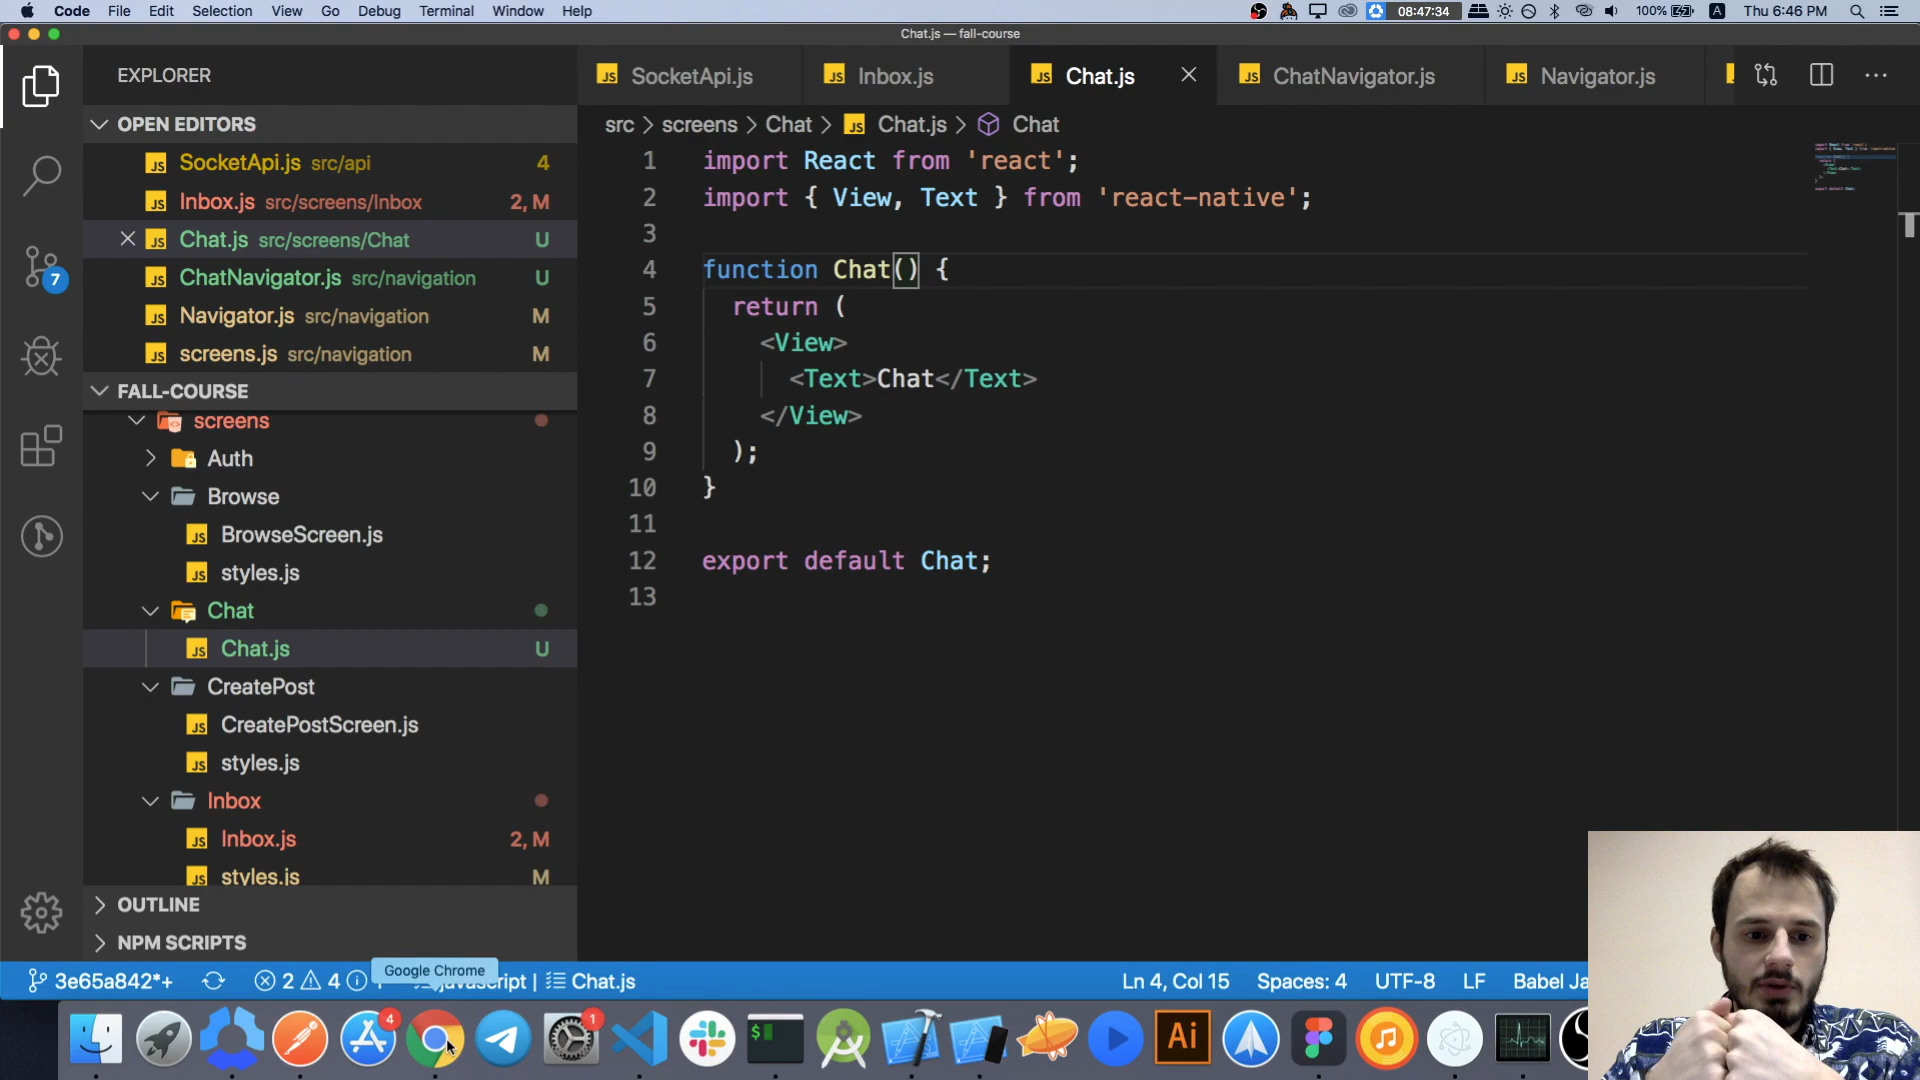 Code File Edit Selection View Go Debug Terminal Window Help 08:47:34 100% A Thu 6:46 PM
Chat.js — fall-course
EXPLORER
OPEN EDITORS
SocketApi.js src/api 4
Inbox.js src/screens/Inbox 2, M
Chat.js src/screens/Chat U
ChatNavigator.js src/navigation U
Navigator.js src/navigation M
screens.js src/navigation M
7
FALL-COURSE
screens
Auth
Browse
BrowseScreen.js
styles.js
Chat
Chat.js U
CreatePost
CreatePostScreen.js
styles.js
Inbox
Inbox.js 2, M
styles.js M
OUTLINE
NPM SCRIPTS
SocketApi.js Inbox.js Chat.js ChatNavigator.js Navigator.js
src > screens > Chat > Chat.js > Chat
1 import React from 'react';
2 import { View, Text } from 'react-native';
3
4 function Chat() {
5 return (
6 <View>
7 <Text>Chat</Text>
8 </View>
9 );
10 }
11
12 export default Chat;
13
Google Chrome
3e65a842*+ 2 4 javascript | Chat.js Ln 4, Col 15 Spaces: 4 UTF-8 LF Babel Ja
4 1 $ Ai